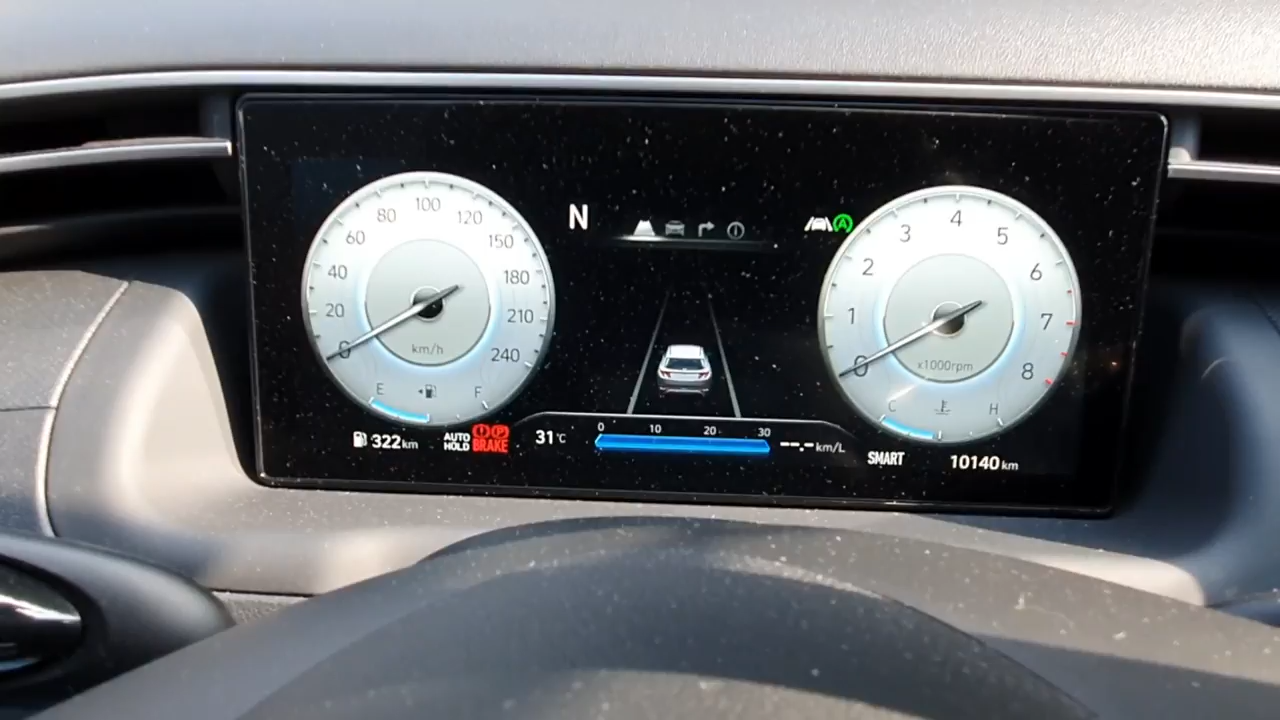 0
20
40
60
80
100
120
150
180
210
240
km/h
E
F
N
A
0
1
2
3
4
5
6
7
8
x1000rpm
C
H
322 km
AUTO HOLD
P
BRAKE
31°C
0 10 20 30
--.- km/L
SMART
10140 km